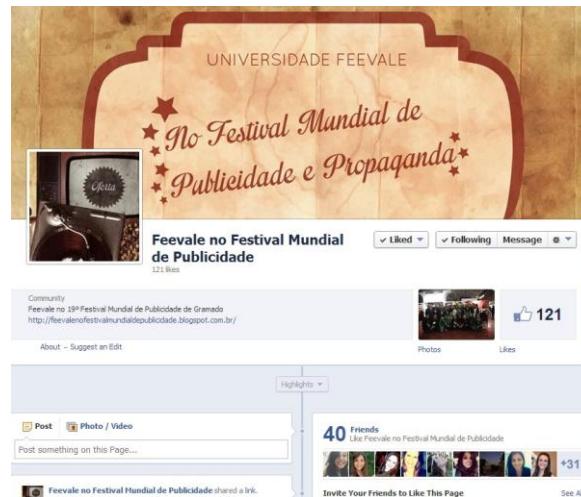 UNIVERSIDADE FEEVALE
No Festival Mundial de
Publicidade e Propaganda
Oferta
Feevale no Festival Mundial
de Publicidade
121 likes
✓ Liked
✓ Following
Message
Community
Feevale no 19º Festival Mundial de Publicidade de Gramado
http://feevalenofestivalmundialdepublicidade.blogspot.com.br/
About – Suggest an Edit
Photos
121
Likes
Highlights
Post
Photo / Video
Post something on this Page...
Feevale no Festival Mundial de Publicidade shared a link.
40 Friends
Like Feevale no Festival Mundial de Publicidade
+31
Invite Your Friends to Like This Page
See A